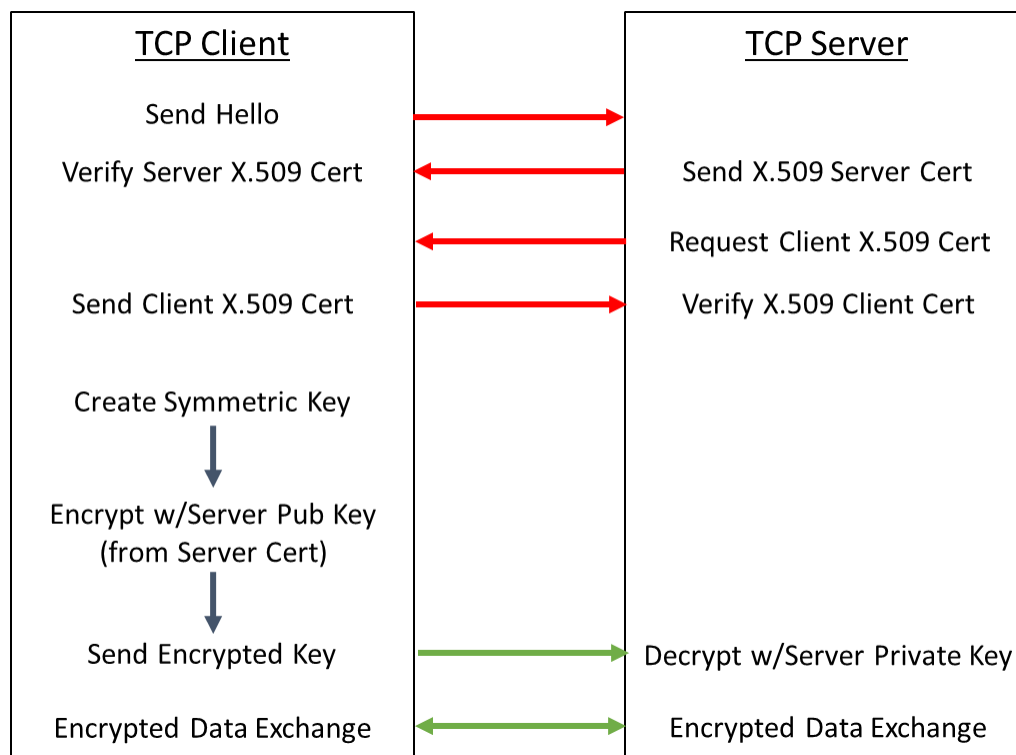 TCP Client
TCP Server
Send Hello
Verify Server X.509 Cert
Send X.509 Server Cert
Request Client X.509 Cert
Send Client X.509 Cert
Verify X.509 Client Cert
Create Symmetric Key
Encrypt w/Server Pub Key
(from Server Cert)
Send Encrypted Key
Decrypt w/Server Private Key
Encrypted Data Exchange
Encrypted Data Exchange